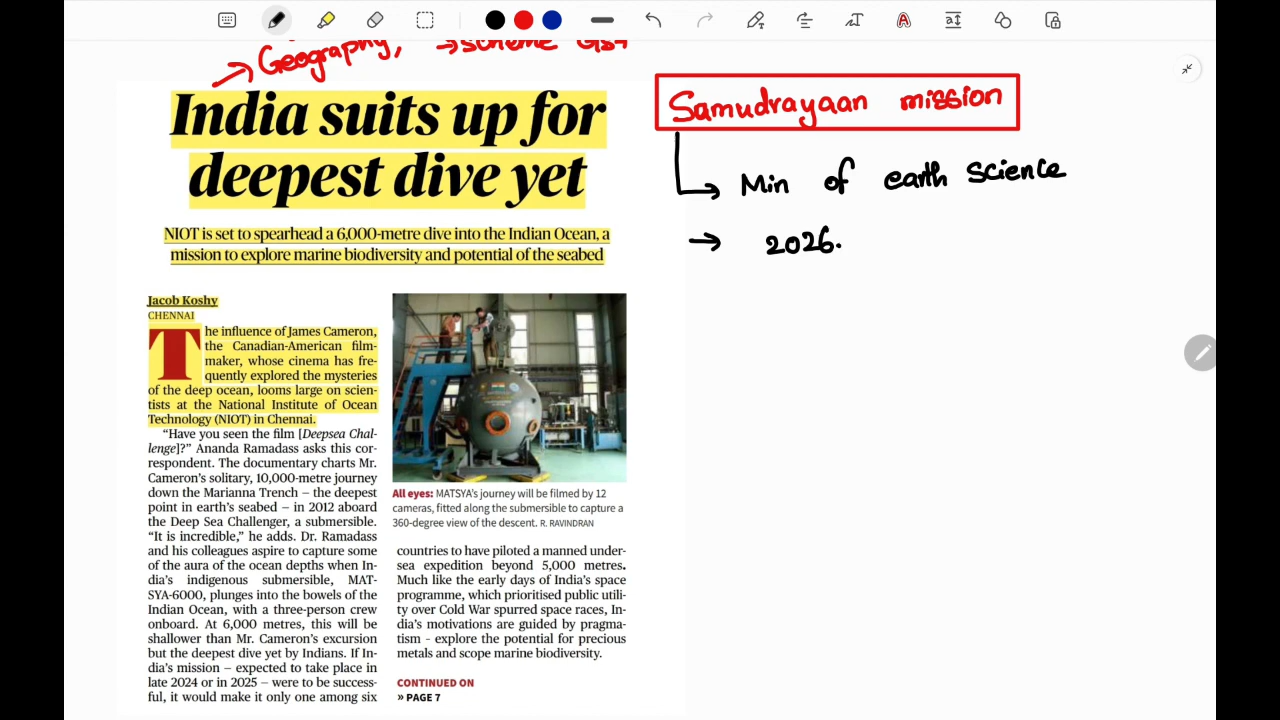 Geography, → scheme GS4
India suits up for
deepest dive yet
NIOT is set to spearhead a 6,000-metre dive into the Indian Ocean, a
mission to explore marine biodiversity and potential of the seabed
Jacob Koshy
CHENNAI
The influence of James Cameron,
the Canadian-American film-
maker, whose cinema has fre-
quently explored the mysteries
of the deep ocean, looms large on scien-
tists at the National Institute of Ocean
Technology (NIOT) in Chennai.
“Have you seen the film [Deepsea Chal-
lenge]?” Ananda Ramadass asks this cor-
respondent. The documentary charts Mr.
Cameron's solitary, 10,000-metre journey
down the Marianna Trench – the deepest
point in earth's seabed – in 2012 aboard
the Deep Sea Challenger, a submersible.
“It is incredible,” he adds. Dr. Ramadass
and his colleagues aspire to capture some
of the aura of the ocean depths when In-
dia's indigenous submersible, MAT-
SYA-6000, plunges into the bowels of the
Indian Ocean, with a three-person crew
onboard. At 6,000 metres, this will be
shallower than Mr. Cameron's excursion
but the deepest dive yet by Indians. If In-
dia's mission – expected to take place in
late 2024 or in 2025 – were to be success-
ful, it would make it only one among six
All eyes: MATSYA's journey will be filmed by 12
cameras, fitted along the submersible to capture a
360-degree view of the descent. R. RAVINDRAN
countries to have piloted a manned under-
sea expedition beyond 5,000 metres.
Much like the early days of India's space
programme, which prioritised public utili-
ty over Cold War spurred space races, In-
dia's motivations are guided by pragma-
tism - explore the potential for precious
metals and scope marine biodiversity.
CONTINUED ON
» PAGE 7
Samudrayaan mission
→ Min of earth science
→ 2026.